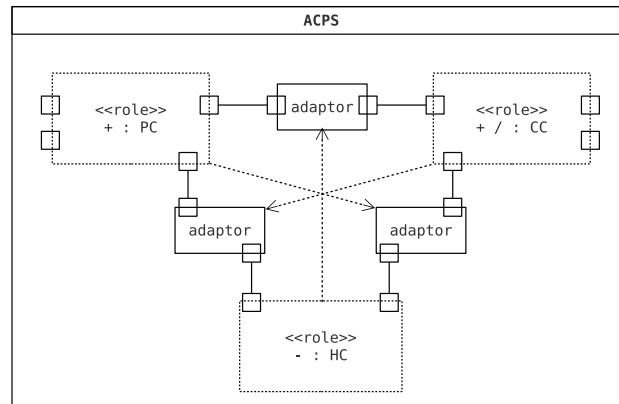 ACPS
<<role>>
+ : PC
adaptor
<<role>>
+ / : CC
adaptor
adaptor
<<role>>
- : HC